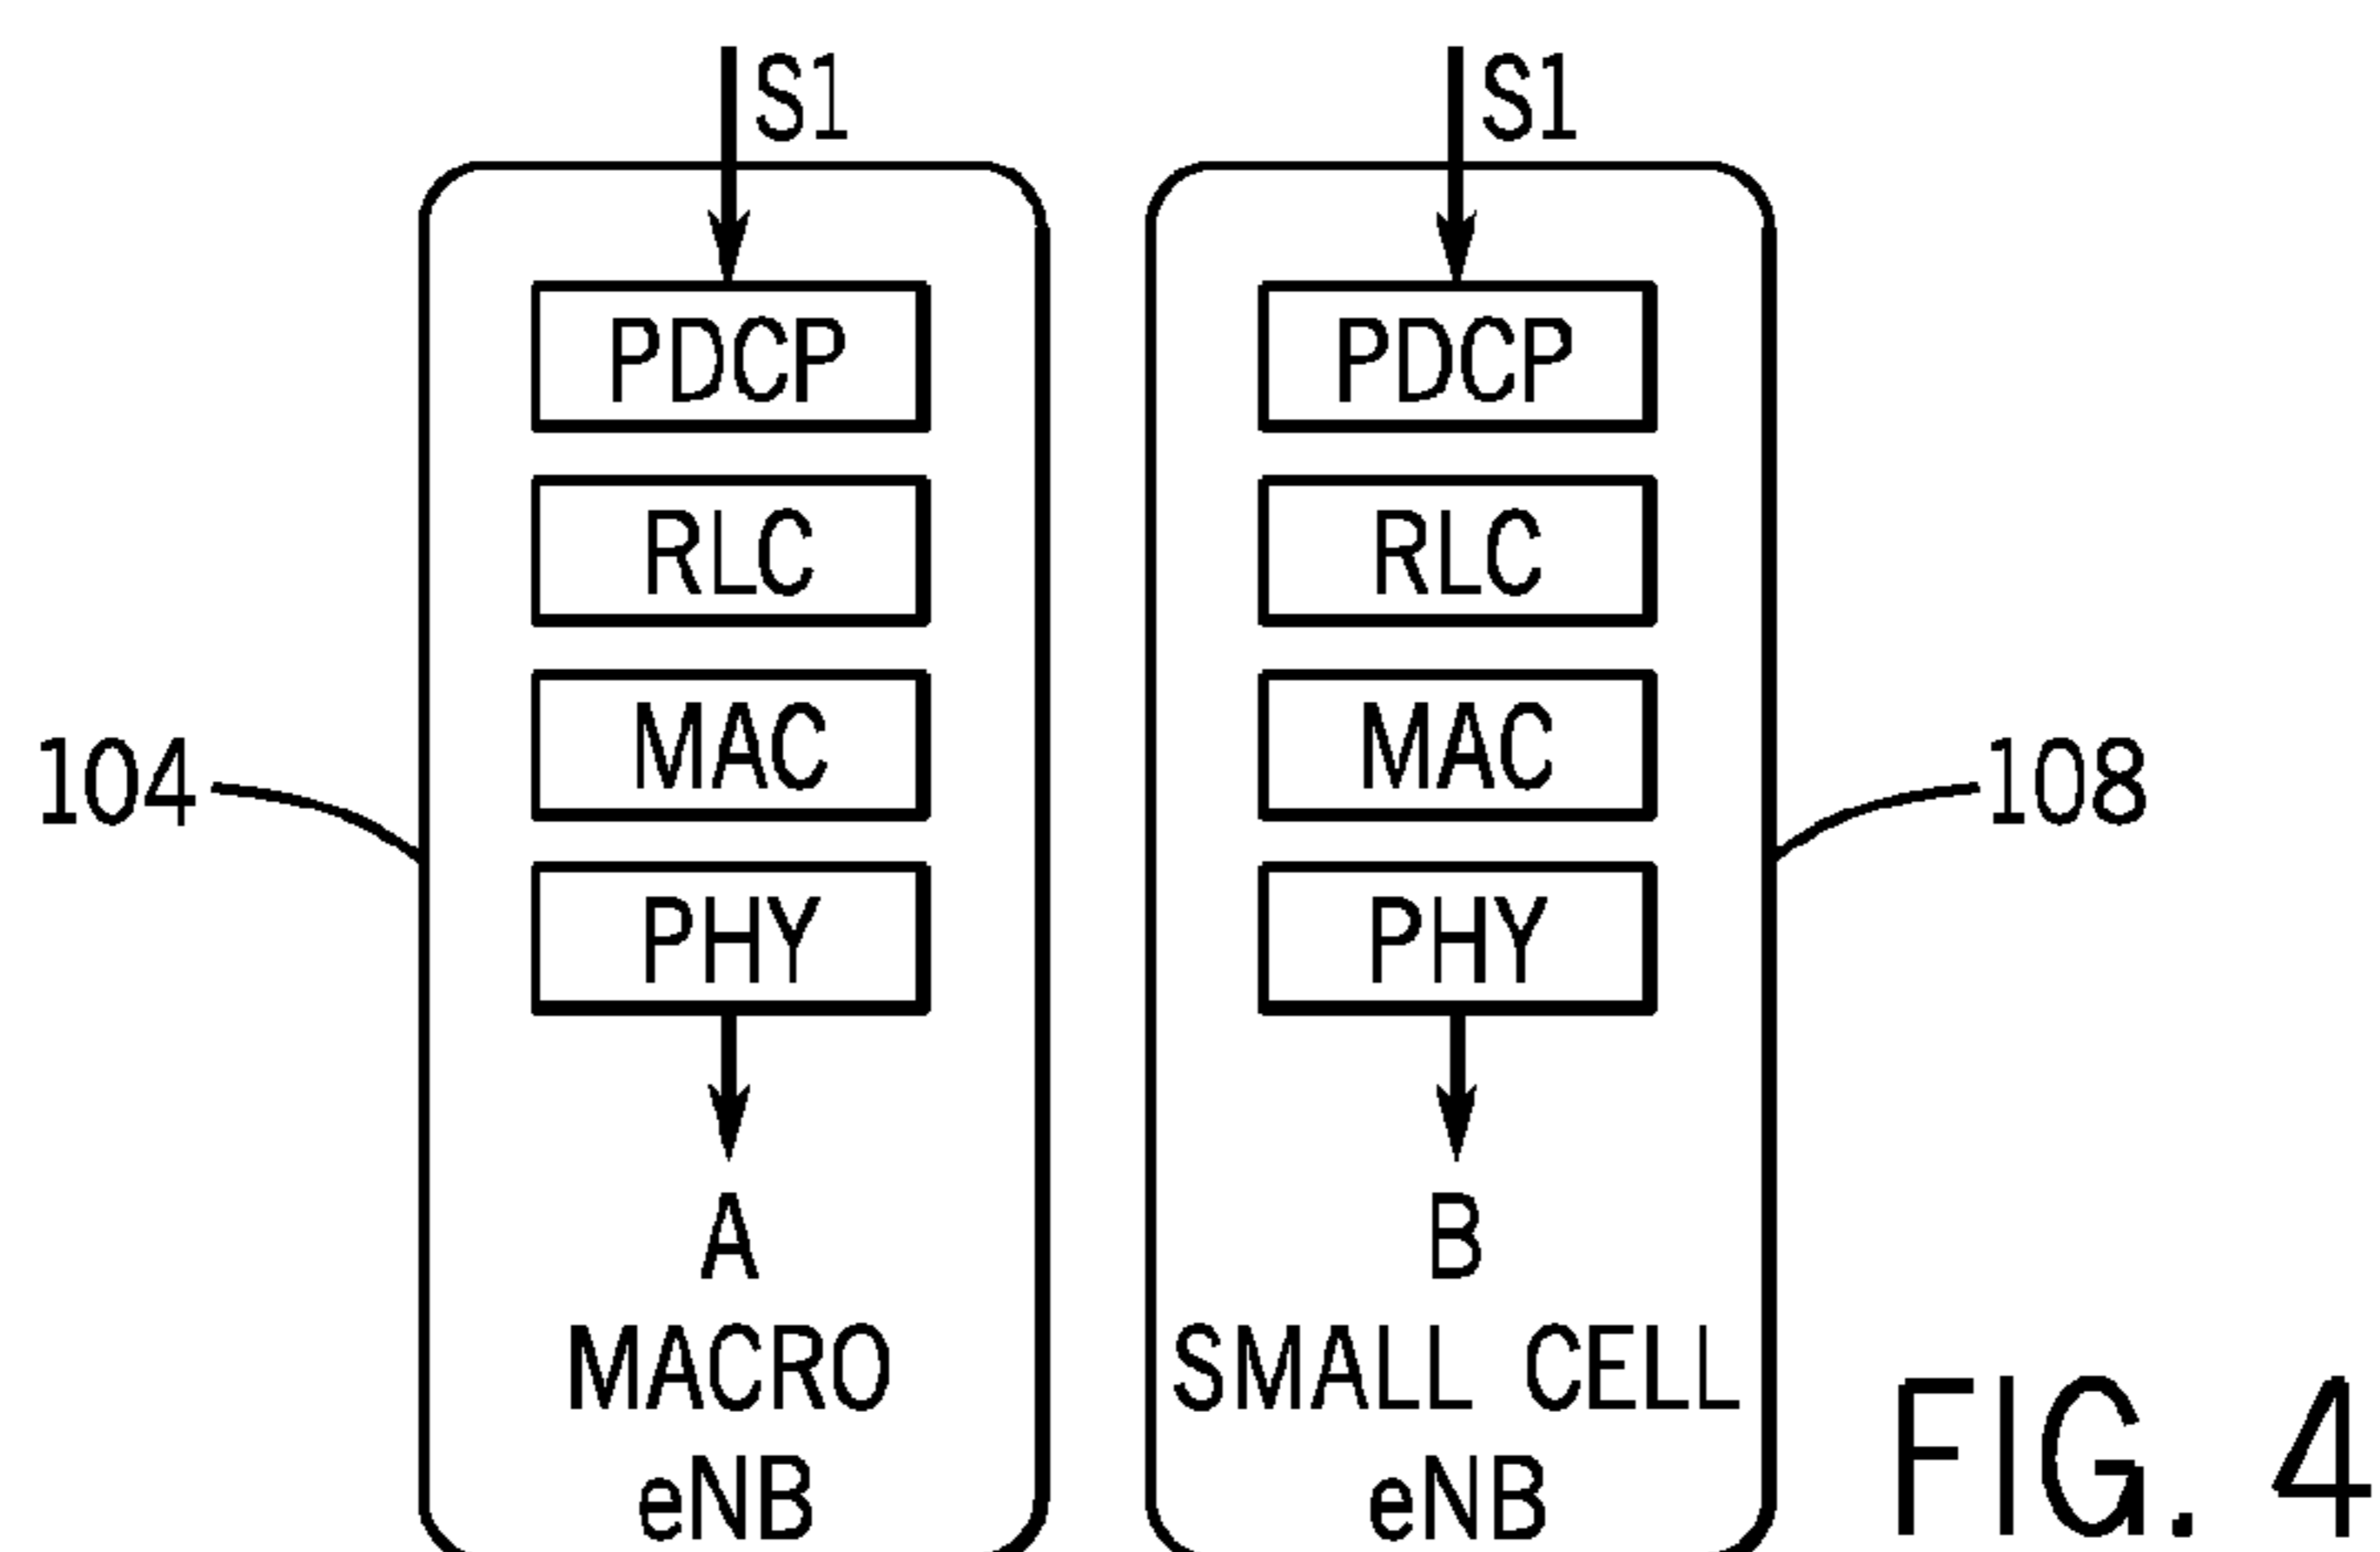 S1
PDCP
RLC
MAC
PHY
A
MACRO
eNB
104
S1
PDCP
RLC
MAC
PHY
B
SMALL CELL
eNB
108
FIG. 4